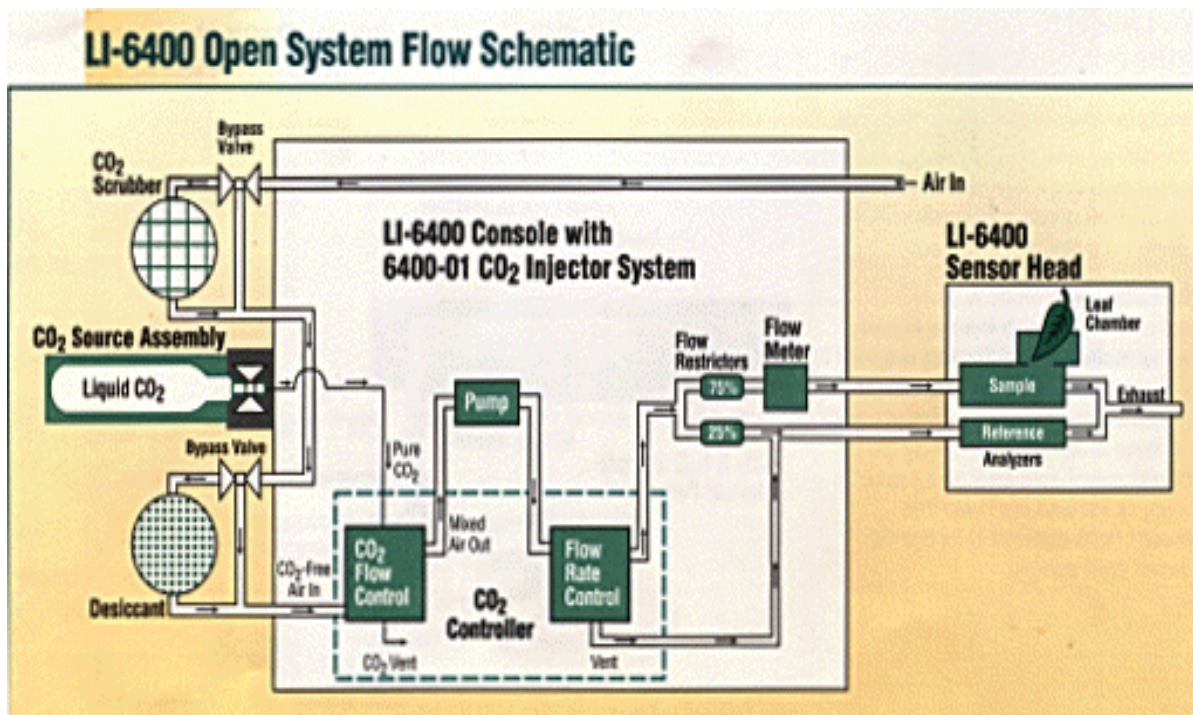 LI-6400 Open System Flow Schematic
Bypass
Valve
CO2
Scrubber
Air In
LI-6400 Console with
6400-01 CO2 Injector System
LI-6400
Sensor Head
Leaf
Chamber
CO2 Source Assembly
Liquid CO2
Flow
Restrictors
Flow
Meter
75%
Sample
Exhaust
Pump
25%
Reference
Analyzers
Bypass Valve
Pure
CO2
Mixed
Air Out
CO2-Free
Air In
CO2
Flow
Control
Flow
Rate
Control
CO2
Controller
Desiccant
CO2 Vent
Vent